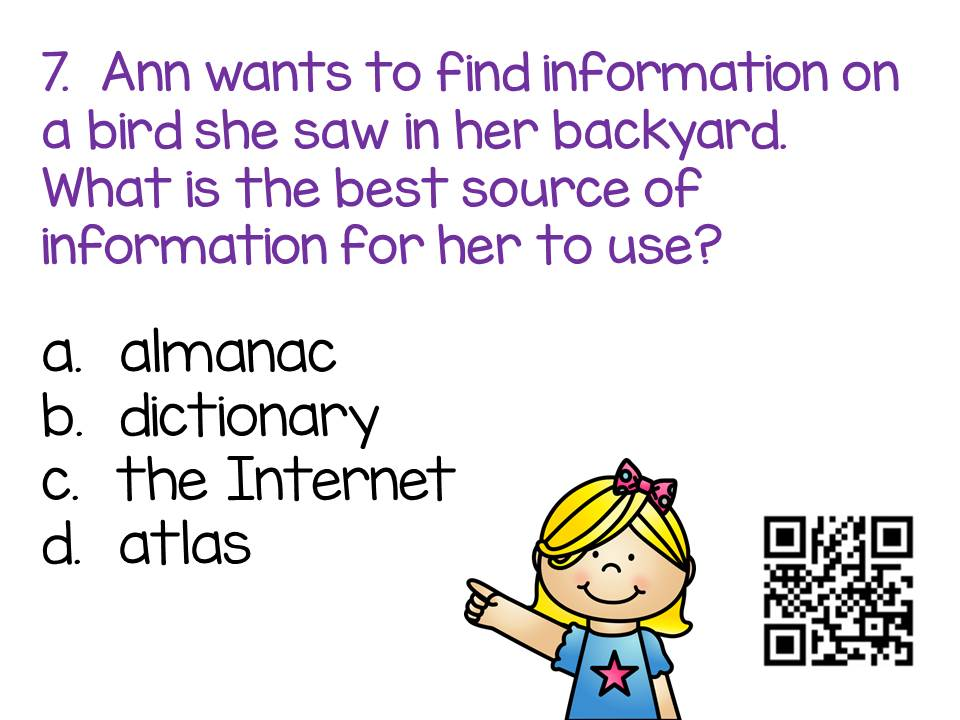 7. Ann wants to find information on
a bird she saw in her backyard.
What is the best source of
information for her to use?
a. almanac
b. dictionary
c. the Internet
d. atlas